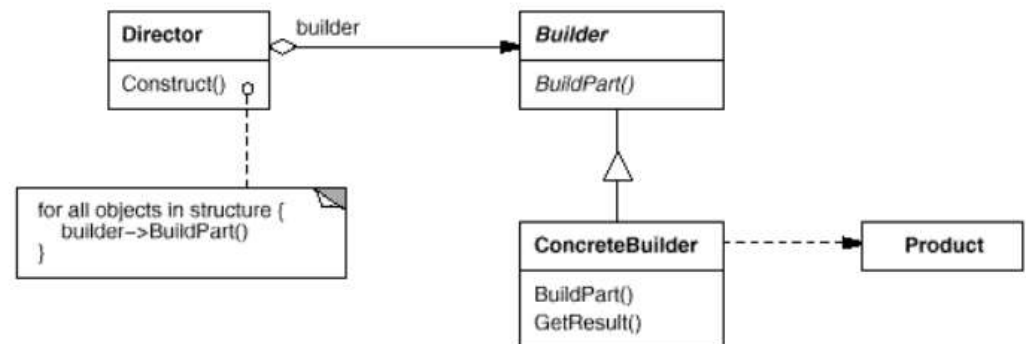 Director
Construct()
builder
Builder
BuildPart()
for all objects in structure {
builder->BuildPart()
}
ConcreteBuilder
BuildPart()
GetResult()
Product